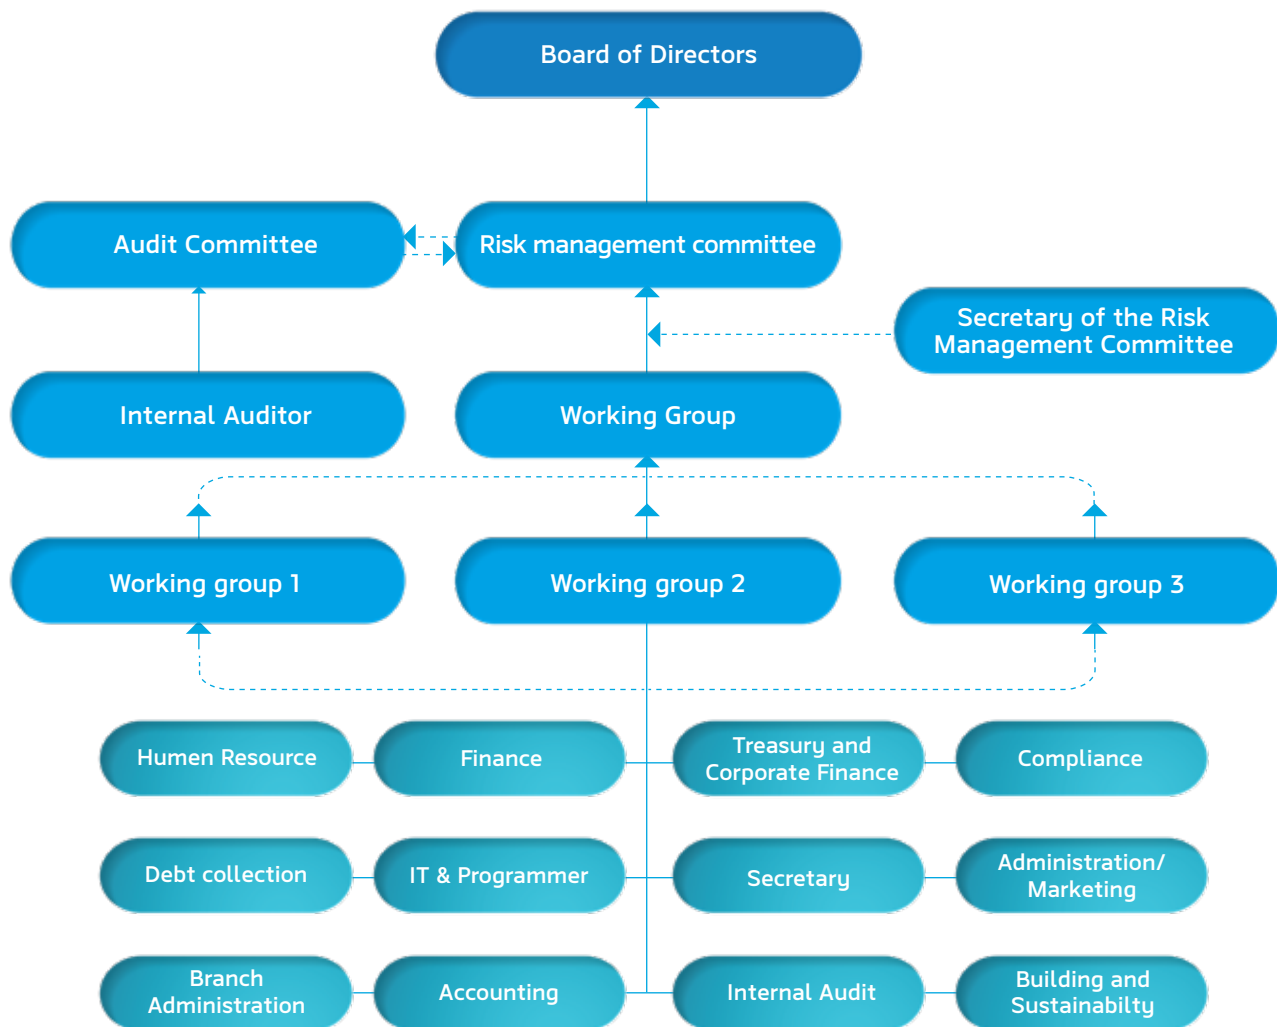 Board of Directors
Audit Committee
Risk management committee
Secretary of the Risk
Management Committee
Internal Auditor
Working Group
Working group 1
Working group 2
Working group 3
Humen Resource
Finance
Treasury and
Corporate Finance
Compliance
Debt collection
IT & Programmer
Secretary
Administration/
Marketing
Branch
Administration
Accounting
Internal Audit
Building and
Sustainabilty